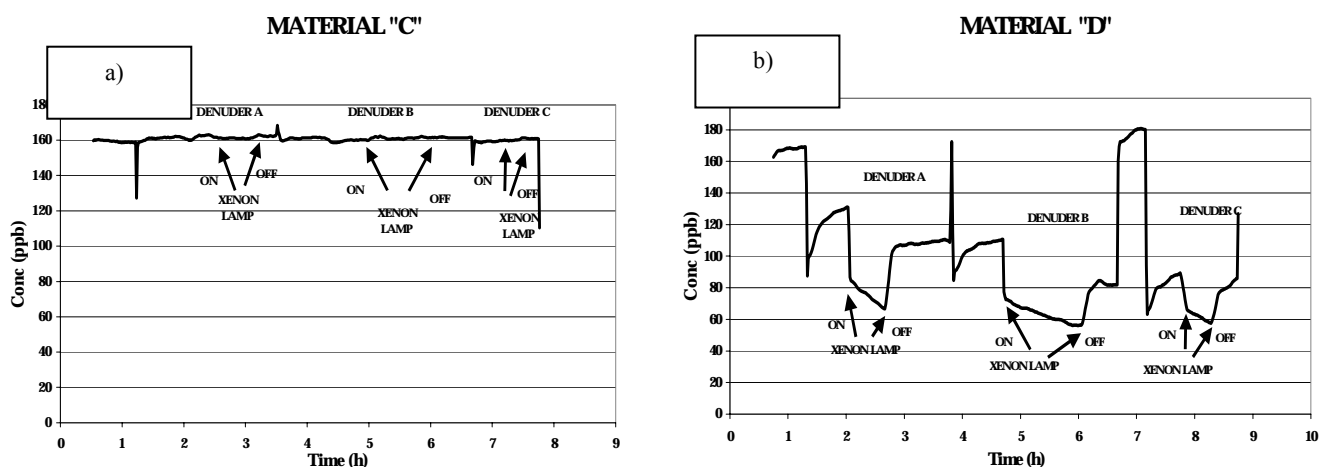 MATERIAL "C"
a)
180
160
140
120
100
80
60
40
20
0
Conc (ppb)
DENUDER A
DENUDER B
DENUDER C
ON
OFF
XENON
LAMP
ON
OFF
XENON
LAMP
ON
OFF
XENON
LAMP
0 1 2 3 4 5 6 7 8 9
Time (h)
MATERIAL "D"
b)
180
160
140
120
100
80
60
40
20
0
Conc (ppb)
DENUDER A
DENUDER B
DENUDER C
ON
OFF
XENON LAMP
ON
OFF
XENON LAMP
ON
OFF
XENON LAMP
0 1 2 3 4 5 6 7 8 9 10
Time (h)